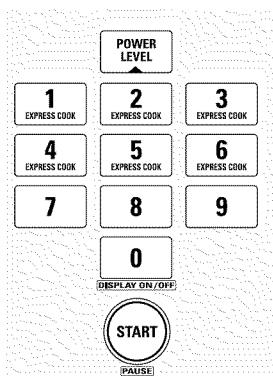 POWER
LEVEL
1 2 3
EXPRESS COOK EXPRESS COOK EXPRESS COOK
4 5 6
EXPRESS COOK EXPRESS COOK EXPRESS COOK
7 8 9
0
DISPLAY ON/OFF
START
PAUSE